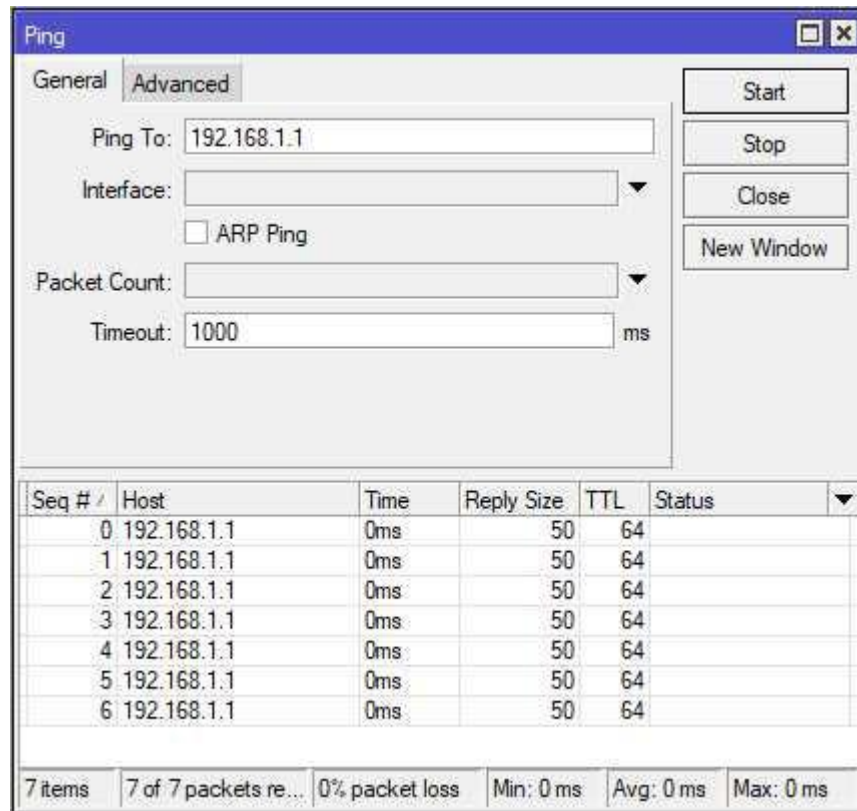 Ping
General Advanced
Start
Ping To: 192.168.1.1
Stop
Interface:
Close
ARP Ping
New Window
Packet Count:
Timeout: 1000 ms
Seq # Host Time Reply Size TTL Status
0 192.168.1.1 0ms 50 64
1 192.168.1.1 0ms 50 64
2 192.168.1.1 0ms 50 64
3 192.168.1.1 0ms 50 64
4 192.168.1.1 0ms 50 64
5 192.168.1.1 0ms 50 64
6 192.168.1.1 0ms 50 64
7 items 7 of 7 packets re... 0% packet loss Min: 0 ms Avg: 0 ms Max: 0 ms